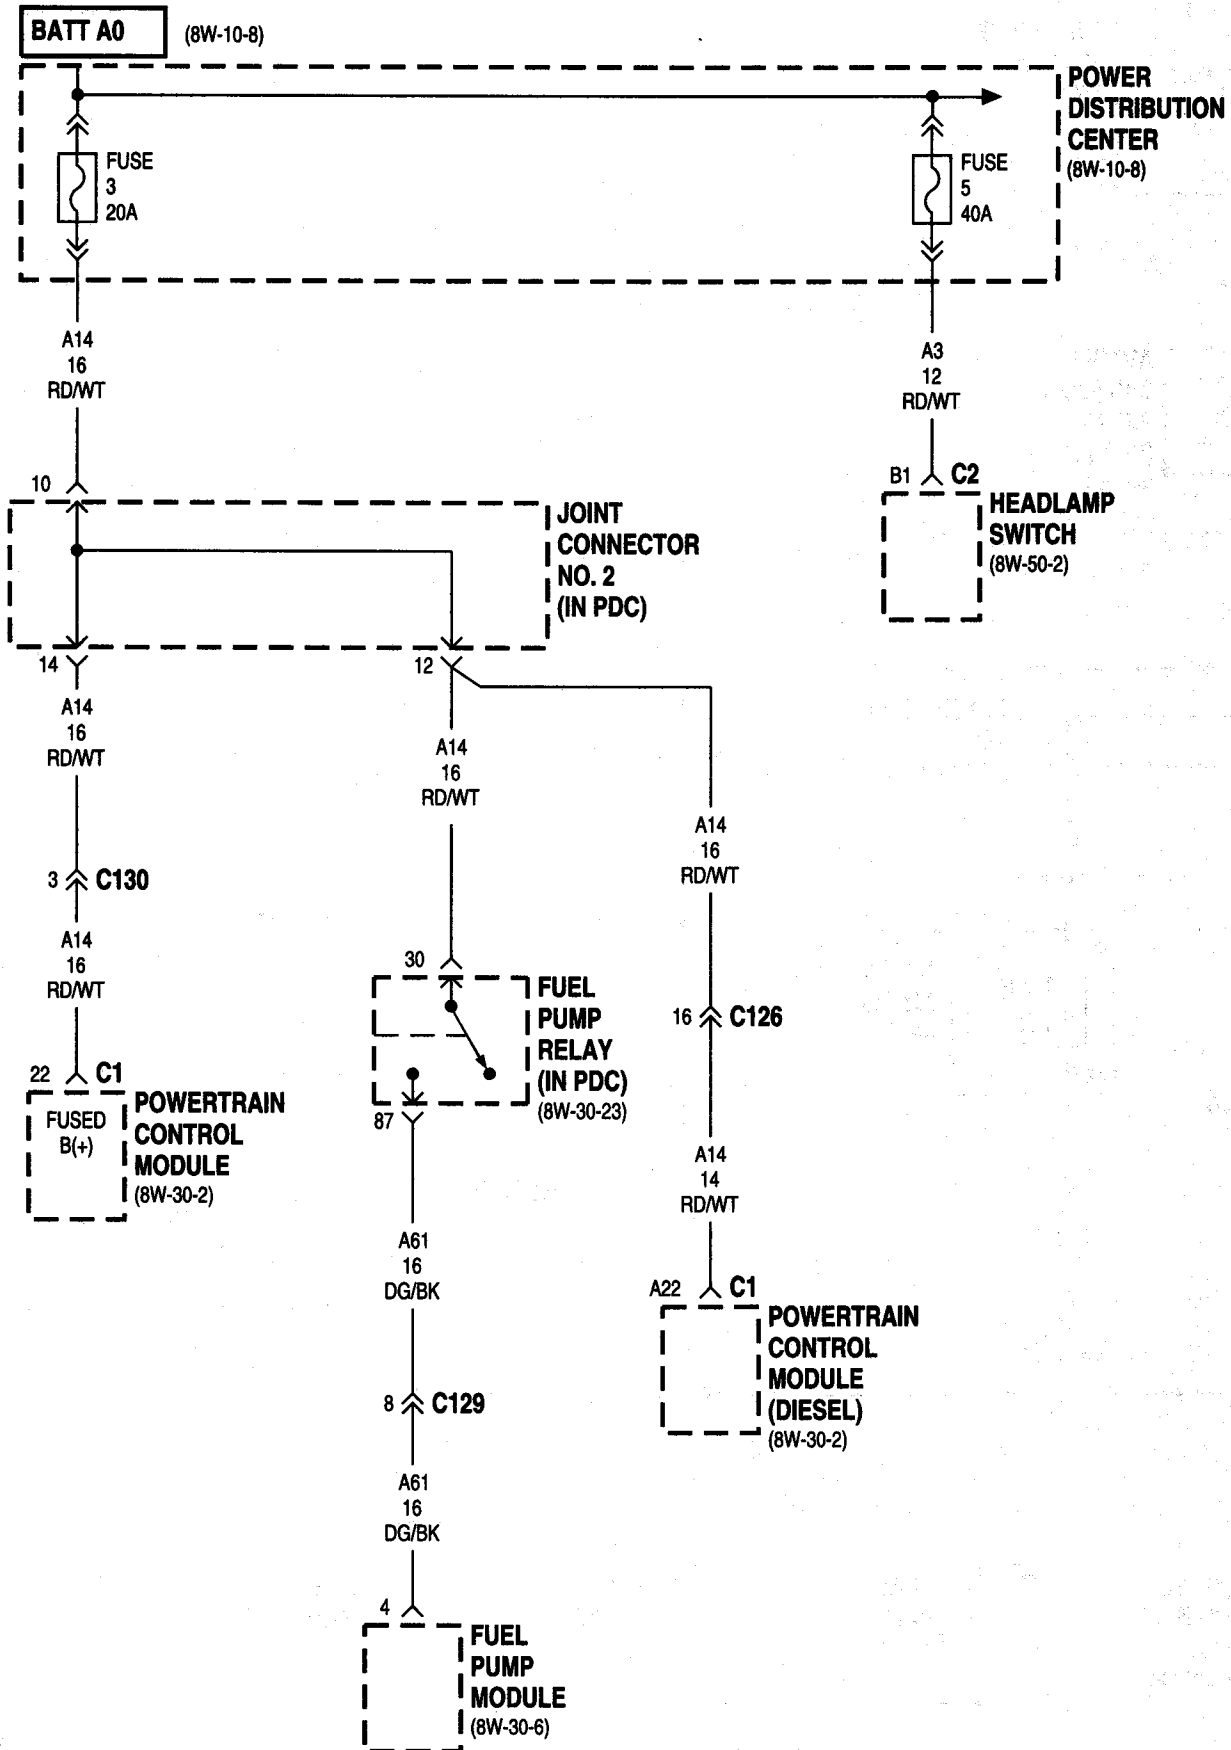 BATT A0
(8W-10-8)
POWER
DISTRIBUTION
CENTER
(8W-10-8)
FUSE
3
20A
FUSE
5
40A
A14
16
RD/WT
A3
12
RD/WT
10
B1
C2
JOINT
CONNECTOR
NO. 2
(IN PDC)
HEADLAMP
SWITCH
(8W-50-2)
14
12
A14
16
RD/WT
A14
16
RD/WT
A14
16
RD/WT
3
C130
A14
16
RD/WT
30
FUEL
PUMP
RELAY
(IN PDC)
(8W-30-23)
16
C126
22
C1
FUSED
B(+)
POWERTRAIN
CONTROL
MODULE
(8W-30-2)
87
A14
14
RD/WT
A61
16
DG/BK
A22
C1
POWERTRAIN
CONTROL
MODULE
(DIESEL)
(8W-30-2)
8
C129
A61
16
DG/BK
4
FUEL
PUMP
MODULE
(8W-30-6)